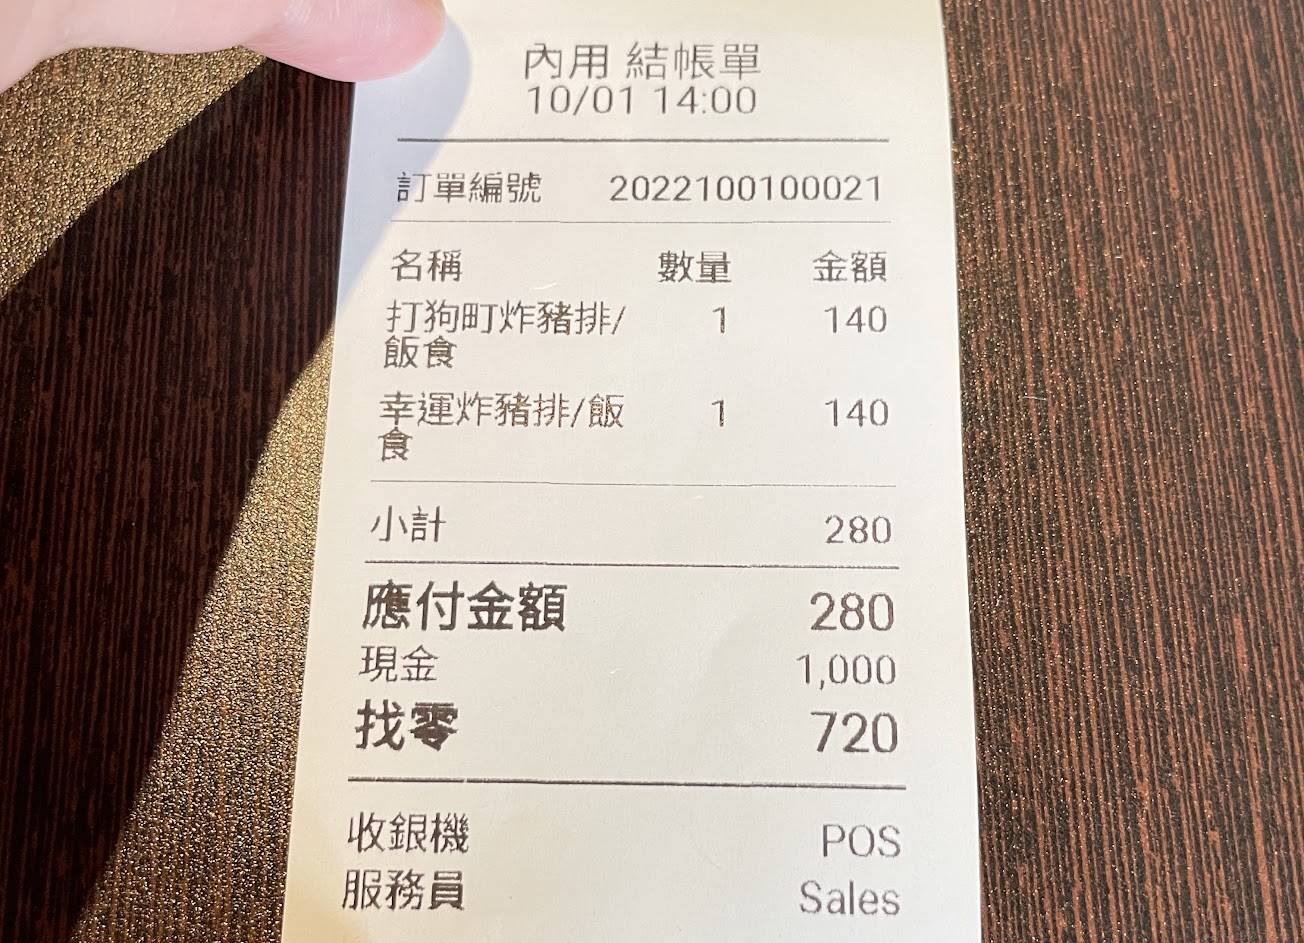 內用 結帳單
10/01 14:00
訂單編號 2022100100021
名稱 數量 金額
打狗町炸豬排/ 1 140
飯食
幸運炸豬排/飯 1 140
食
小計 280
應付金額 280
現金 1,000
找零 720
收銀機 POS
服務員 Sales